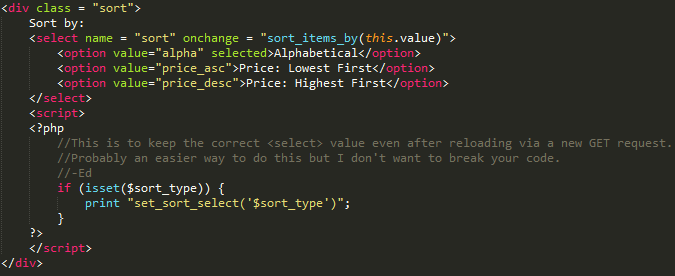 <div class = "sort">
    Sort by:
    <select name = "sort" onchange = "sort_items_by(this.value)">
        <option value="alpha" selected>Alphabetical</option>
        <option value="price_asc">Price: Lowest First</option>
        <option value="price_desc">Price: Highest First</option>
    </select>
    <script>
    <?php
        //This is to keep the correct <select> value even after reloading via a new GET request.
        //Probably an easier way to do this but I don't want to break your code.
        //-Ed
        if (isset($sort_type)) {
            print "set_sort_select('$sort_type')";
        }
    ?>
    </script>
</div>